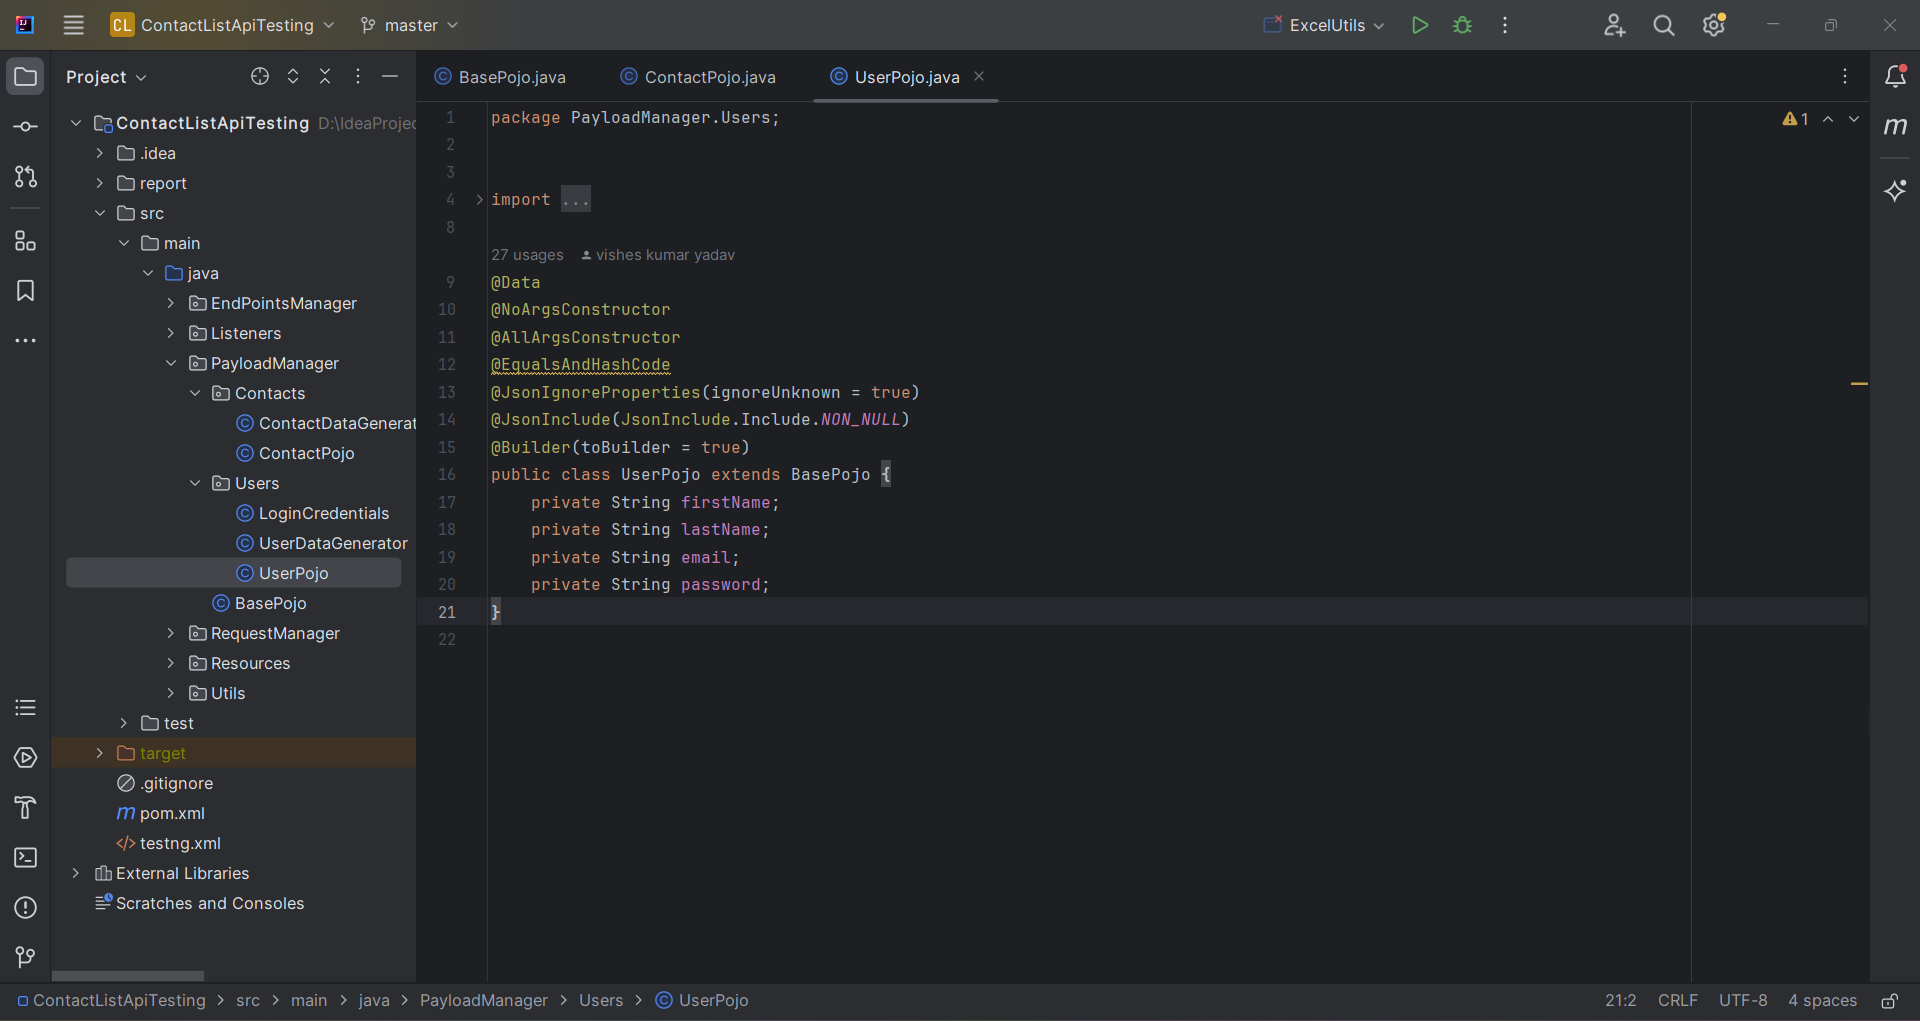 CL ContactListApiTesting master ExcelUtils
Project
ContactListApiTesting D:\IdeaProjec
.idea
report
src
main
java
EndPointsManager
Listeners
PayloadManager
Contacts
ContactDataGenerat
ContactPojo
Users
LoginCredentials
UserDataGenerator
UserPojo
BasePojo
RequestManager
Resources
Utils
test
target
.gitignore
m pom.xml
</> testng.xml
External Libraries
Scratches and Consoles
BasePojo.java ContactPojo.java UserPojo.java
1 package PayloadManager.Users;
2
3
4 import ...
8
27 usages vishes kumar yadav
9 @Data
10 @NoArgsConstructor
11 @AllArgsConstructor
12 @EqualsAndHashCode
13 @JsonIgnoreProperties(ignoreUnknown = true)
14 @JsonInclude(JsonInclude.Include.NON_NULL)
15 @Builder(toBuilder = true)
16 public class UserPojo extends BasePojo {
17 private String firstName;
18 private String lastName;
19 private String email;
20 private String password;
21 }
22
1
m
ContactListApiTesting > src > main > java > PayloadManager > Users > UserPojo
21:2 CRLF UTF-8 4 spaces